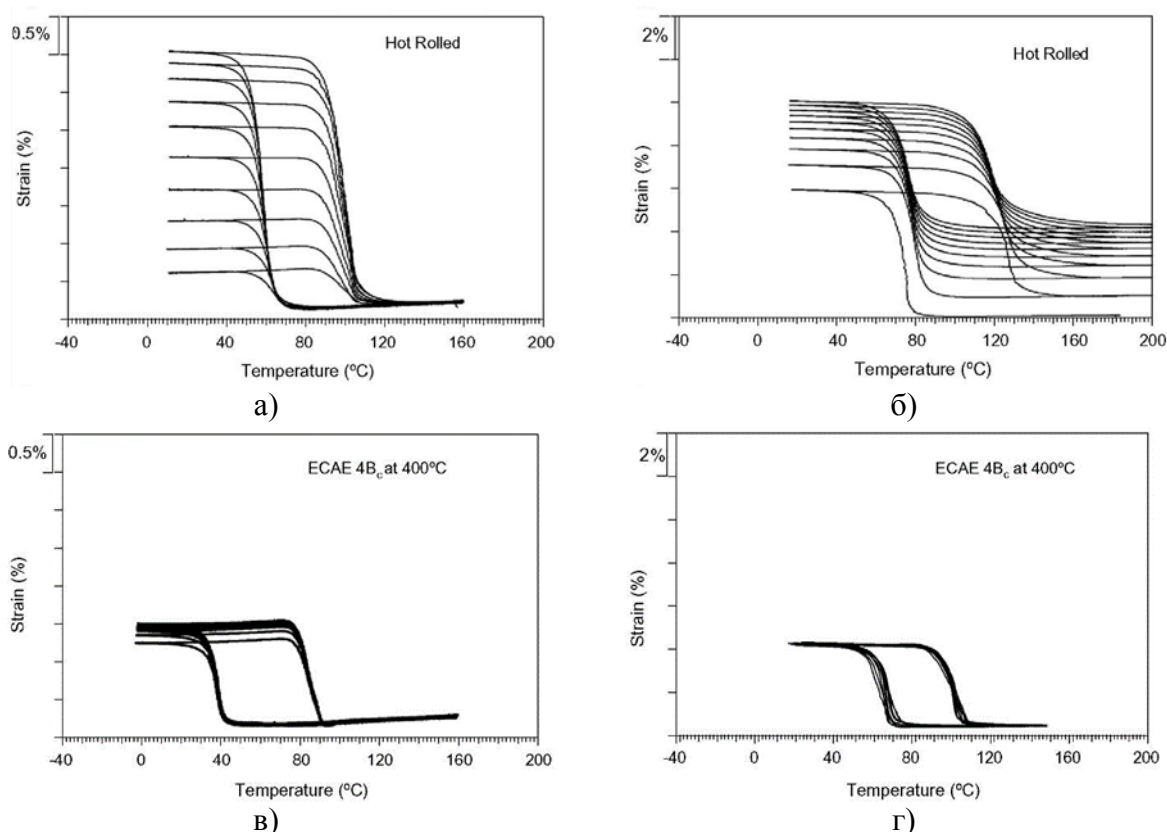 0.5%
Hot Rolled
Strain (%)
-40 0 40 80 120 160 200
Temperature (ºC)
а)
2%
Hot Rolled
Strain (%)
-40 0 40 80 120 160 200
Temperature (ºC)
б)
0.5%
ECAE 4Bc at 400ºC
Strain (%)
-40 0 40 80 120 160 200
Temperature (ºC)
в)
2%
ECAE 4Bc at 400ºC
Strain (%)
-40 0 40 80 120 160 200
Temperature (ºC)
г)